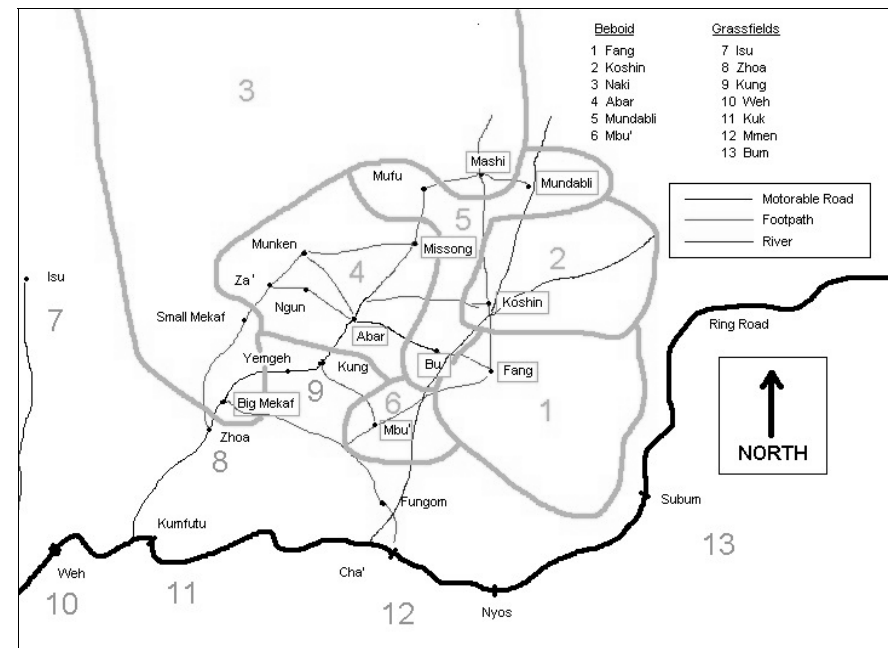 Beboid
1 Fang
2 Koshin
3 Naki
4 Abar
5 Mundabli
6 Mbu'
Grassfields
7 Isu
8 Zhoa
9 Kung
10 Weh
11 Kuk
12 Mmen
13 Bum
3
Mashi
Mufu
Mundabli
Motorable Road
Footpath
River
5
Munken
Missong
4
2
Isu
Za'
Ngun
Koshin
7
Small Mekaf
Abar
Ring Road
Yemgeh
Kung
Bu
Fang
9
6
1
Big Mekaf
Mbu'
Zhoa
8
NORTH
Fungom
Subum
Kumfutu
13
Weh
Cha'
10
11
12
Nyos